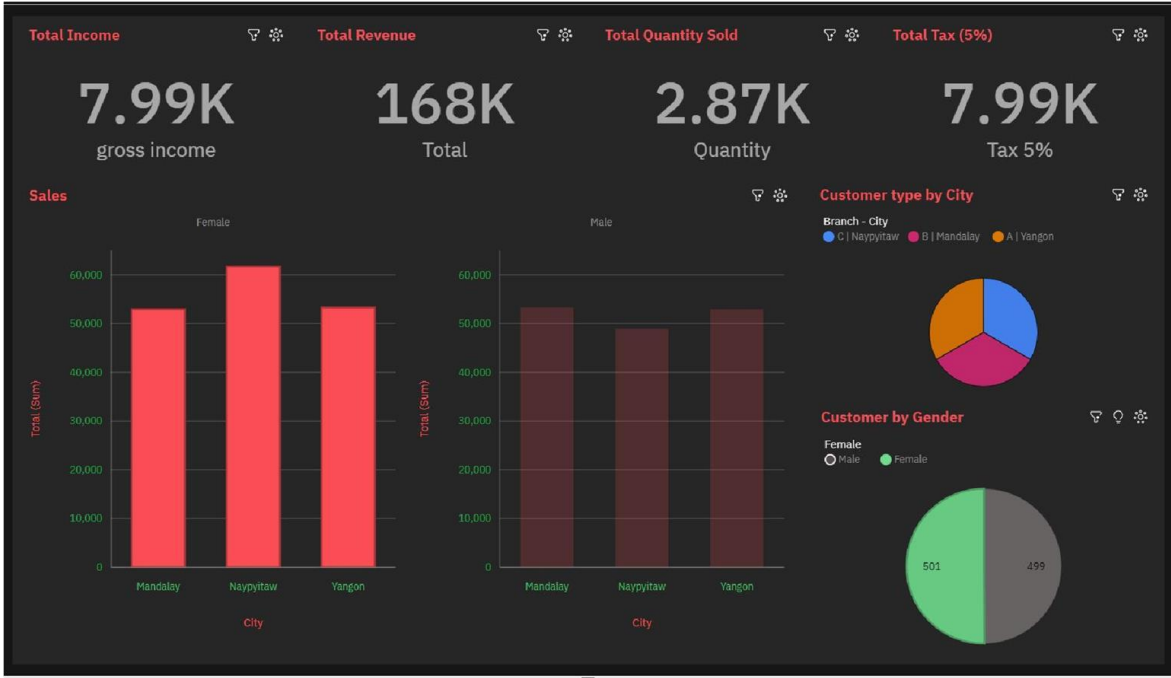 Total Income
Total Revenue
Total Quantity Sold
Total Tax (5%)
7.99K
168K
2.87K
7.99K
gross income
Total
Quantity
Tax 5%
Sales
Female
Male
60,000
50,000
40,000
30,000
20,000
10,000
0
Total (Sum)
Mandalay
Naypyitaw
Yangon
City
60,000
50,000
40,000
30,000
20,000
10,000
0
Total (Sum)
Mandalay
Naypyitaw
Yangon
City
Customer type by City
Branch - City
C | Naypyitaw
B | Mandalay
A | Yangon
Customer by Gender
Female
Male
Female
501
499